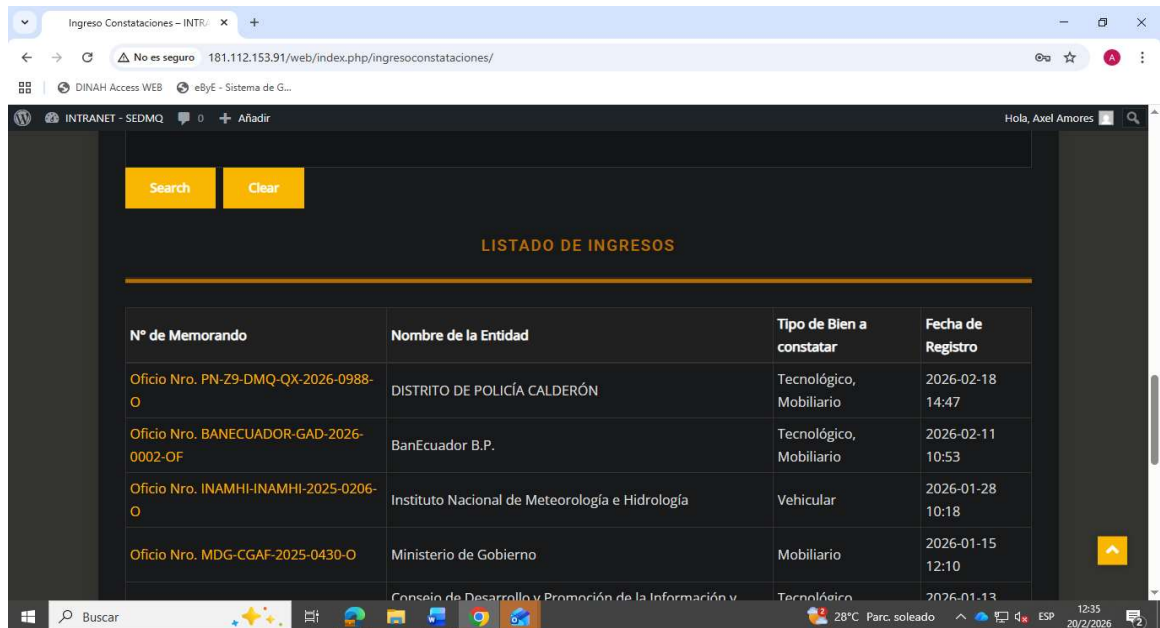 Ingreso Constataciones – INTRA
No es seguro 181.112.153.91/web/index.php/ingresoconstataciones/
A
DINAH Access WEB eByE - Sistema de G...
INTRANET - SEDMQ 0 Añadir Hola, Axel Amores
Search Clear
LISTADO DE INGRESOS
N° de Memorando Nombre de la Entidad Tipo de Bien a
constatar Fecha de
Registro
Oficio Nro. PN-Z9-DMQ-QX-2026-0988-
O DISTRITO DE POLICÍA CALDERÓN Tecnológico,
Mobiliario 2026-02-18
14:47
Oficio Nro. BANECUADOR-GAD-2026-
0002-OF BanEcuador B.P. Tecnológico,
Mobiliario 2026-02-11
10:53
Oficio Nro. INAMHI-INAMHI-2025-0206-
O Instituto Nacional de Meteorología e Hidrología Vehicular 2026-01-28
10:18
Oficio Nro. MDG-CGAF-2025-0430-O Ministerio de Gobierno Mobiliario 2026-01-15
12:10
Consejo de Desarrollo y Promoción de la Información y Tecnológico 2026-01-13
Buscar 28°C Parc. soleado ESP 12:35
20/2/2026 2